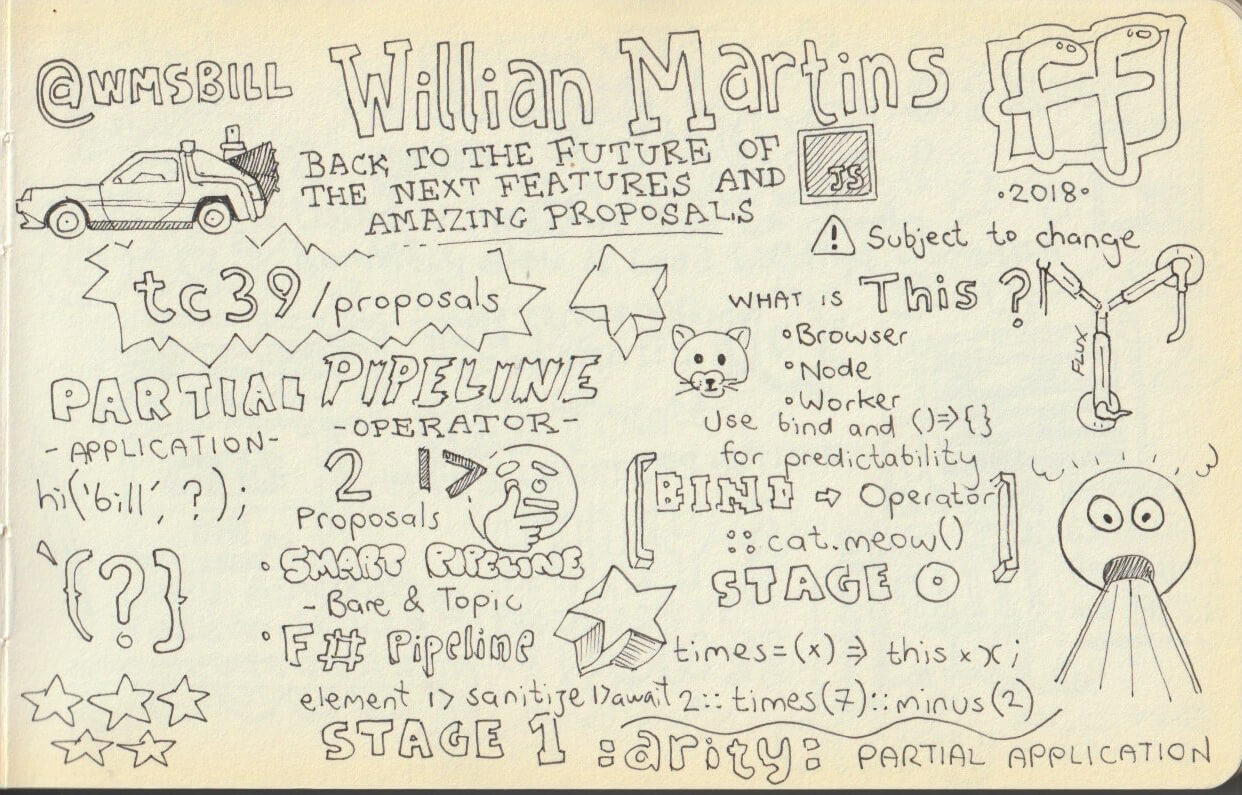 @WMSBILL
Willian Martins
ff
BACK TO THE FUTURE OF
THE NEXT FEATURES AND
AMAZING PROPOSALS
JS
•2018•
⚠ Subject to change
tc39/proposals
PARTIAL
-APPLICATION-
hi('bill', ?);
`{?}
PIPELINE
-OPERATOR-
2 |>
Proposals
• SMART PIPELINE
- Bare & Topic
• F# Pipeline
element |> sanitize |> await
STAGE 1
WHAT IS This ?
• Browser
• Node
• Worker
Use bind and ()=>{}
for predictability
FLUX
[BIND ⇨ Operator]
::cat.meow()
STAGE 0
times=(x) => this * x;
2::times(7)::minus(2)
:arity: PARTIAL APPLICATION